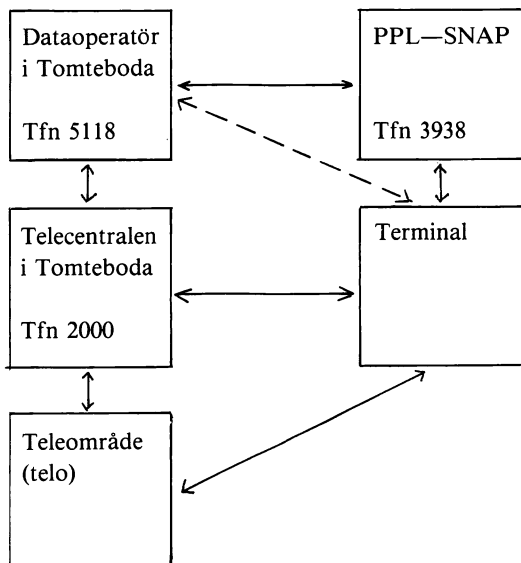 Dataoperatör
i Tomteboda
Tfn 5118
PPL—SNAP
Tfn 3938
Telecentralen
i Tomteboda
Tfn 2000
Terminal
Teleområde
(telo)